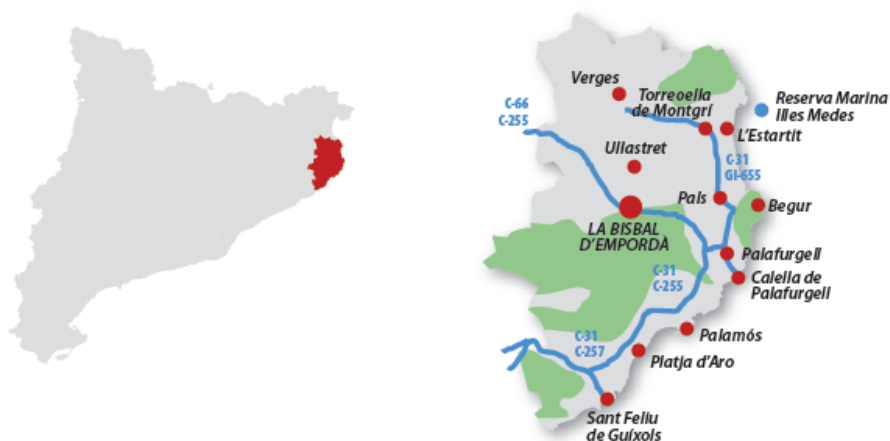 Verges
Torreoella
de Montgrí
C-66
C-255
Reserva Marina
Illes Medes
L'Estartit
Ullastret
C-31
GI-655
Pals
Begur
LA BISBAL
D'EMPORDÀ
Palafurgell
C-31
C-255
Calella de
Palafurgell
Palamós
C-31
C-257
Platja d'Aro
Sant Feliu
de Guíxols